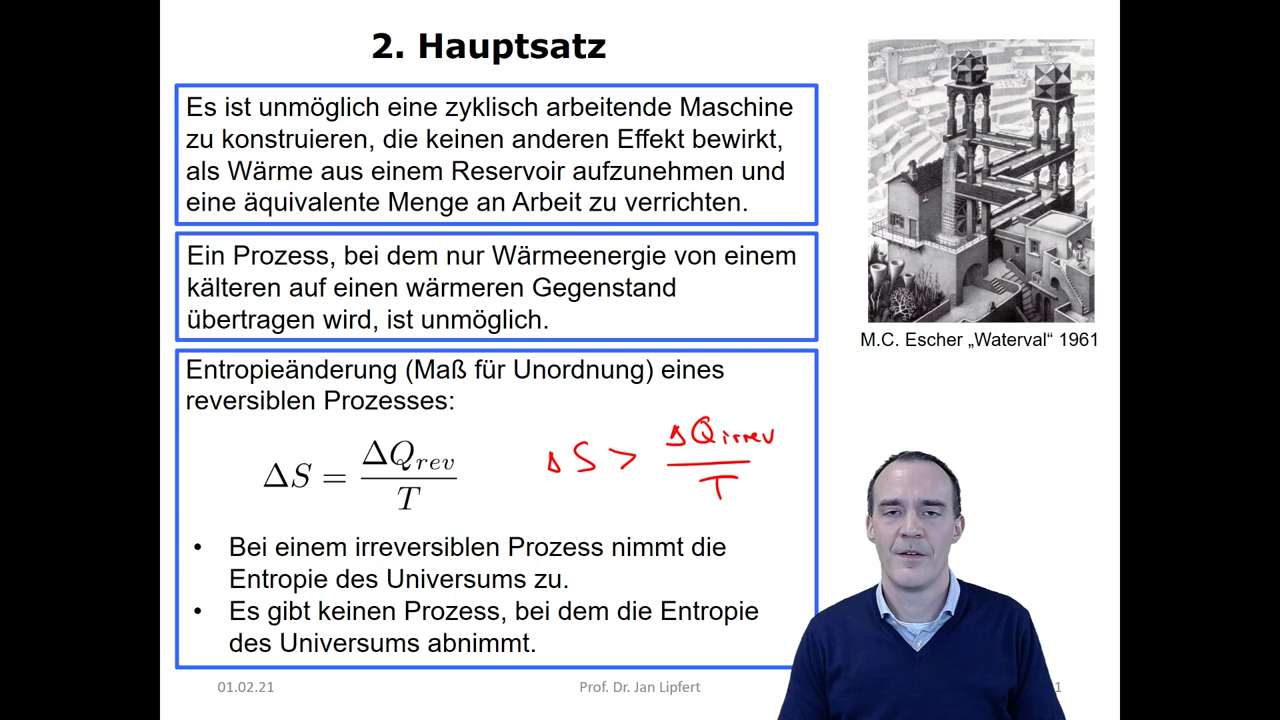 2. Hauptsatz
Es ist unmöglich eine zyklisch arbeitende Maschine
zu konstruieren, die keinen anderen Effekt bewirkt,
als Wärme aus einem Reservoir aufzunehmen und
eine äquivalente Menge an Arbeit zu verrichten.
Ein Prozess, bei dem nur Wärmeenergie von einem
kälteren auf einen wärmeren Gegenstand
übertragen wird, ist unmöglich.
M.C. Escher „Waterval“ 1961
Entropieänderung (Maß für Unordnung) eines
reversiblen Prozesses:
ΔS = ΔQrev / T
ΔS > ΔQirrev / T
• Bei einem irreversiblen Prozess nimmt die
Entropie des Universums zu.
• Es gibt keinen Prozess, bei dem die Entropie
des Universums abnimmt.
01.02.21 Prof. Dr. Jan Lipfert